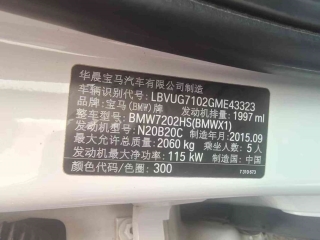 华晨宝马汽车有限公司制造
车辆识别代号: LBVUG7102GME43323
品牌: 宝马(BMW)牌 发动机排量: 1997 ml
整车型号: BMW7202HS(BMWX1)
发动机型号: N20B20C 制造年月: 2015.09
最大允许总质量: 2060 kg 乘坐人数: 5 人
发动机最大净功率: 115 kW 制造国: 中国
颜色代码/色圈: 300